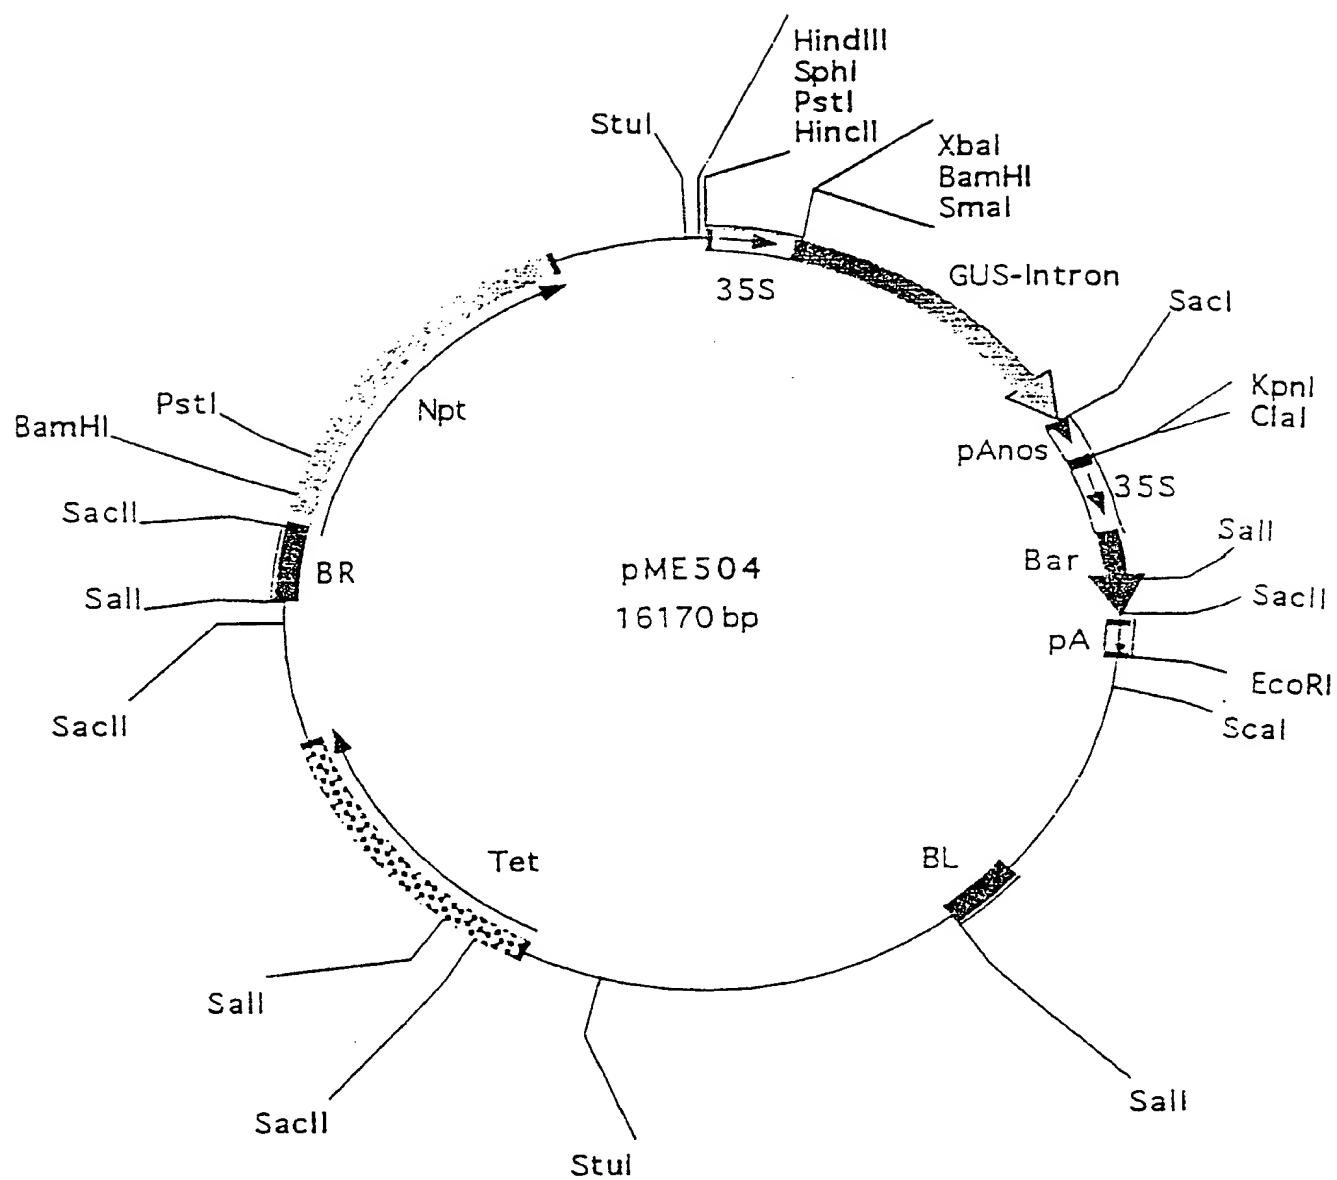 HindIII
SphI
PstI
HincII
StuI
XbaI
BamHI
SmaI
GUS-Intron
35S
SacI
KpnI
ClaI
PstI
Npt
BamHI
pAnos
35S
SacII
SalI
BR
pME504
Bar
SalI
SacII
16170 bp
pA
EcoRI
SacII
ScaI
Tet
BL
SalI
SacII
SalI
StuI